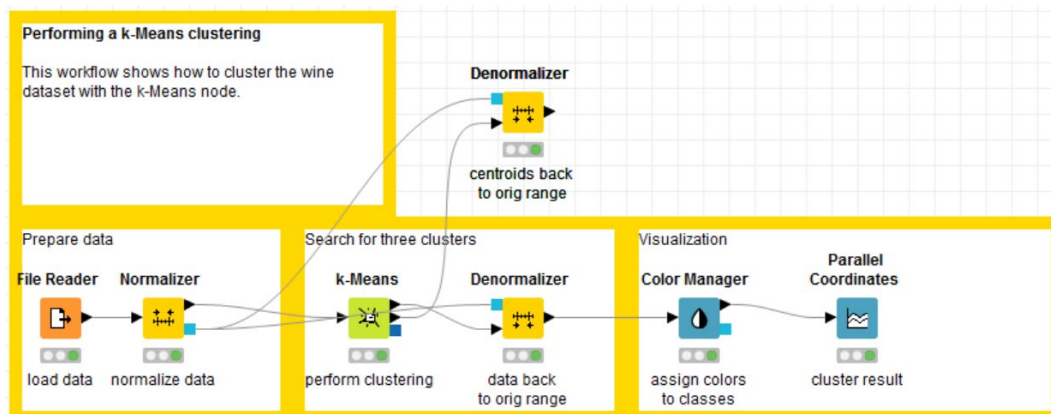 Performing a k-Means clustering
This workflow shows how to cluster the wine
dataset with the k-Means node.
Denormalizer
centroids back
to orig range
Prepare data
File Reader
load data
Normalizer
normalize data
Search for three clusters
k-Means
perform clustering
Denormalizer
data back
to orig range
Visualization
Color Manager
assign colors
to classes
Parallel
Coordinates
cluster result